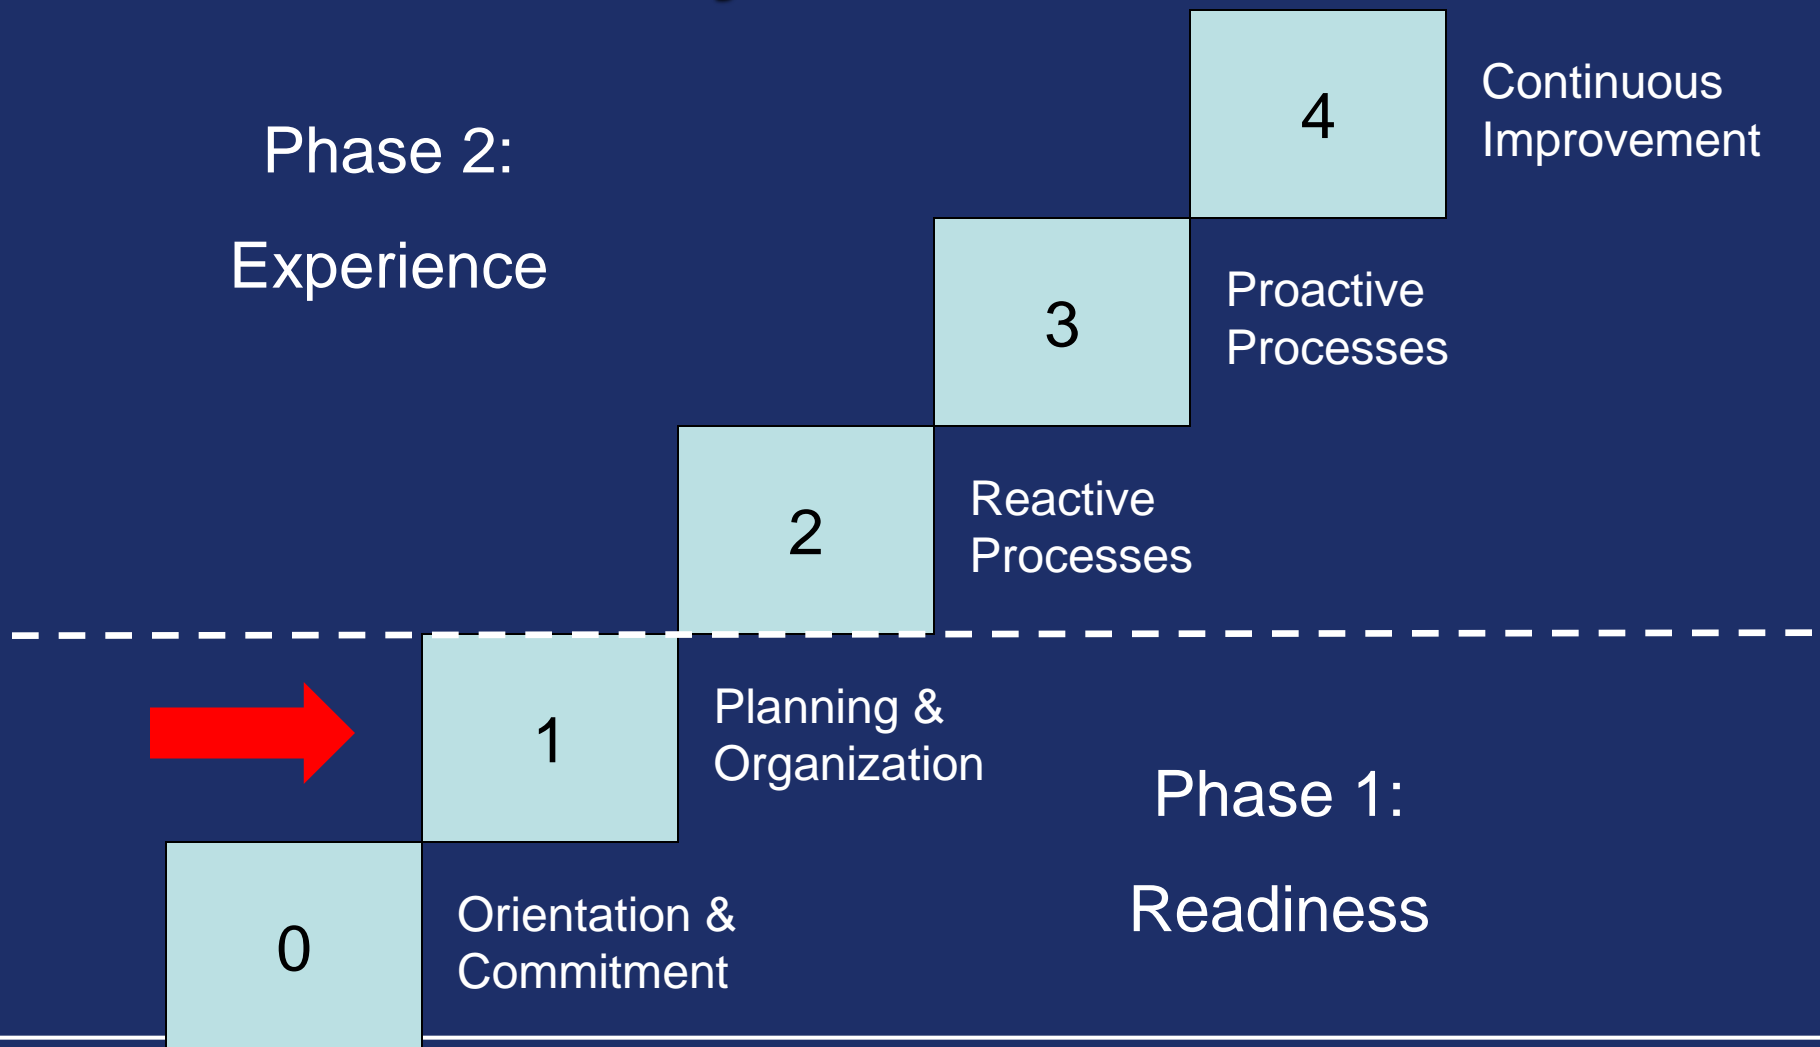 4
Continuous
Improvement
Phase 2:
Experience
3
Proactive
Processes
2
Reactive
Processes
1
Planning &
Organization
Phase 1:
Readiness
0
Orientation &
Commitment